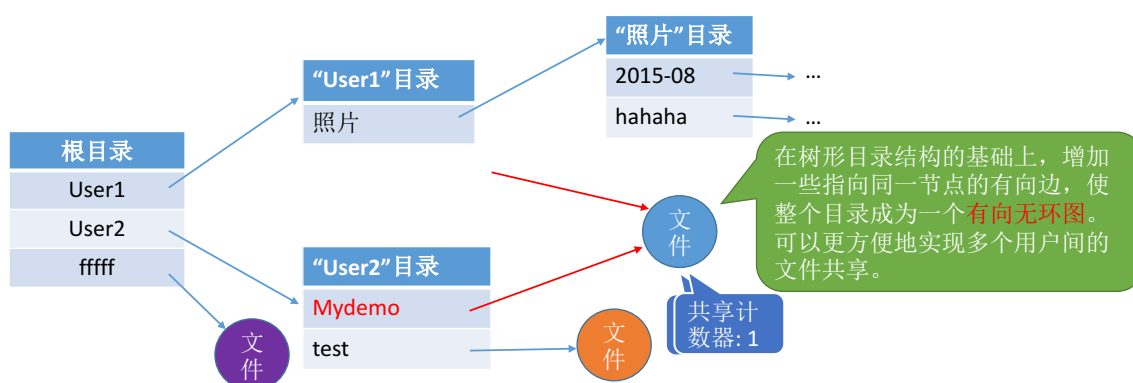 “照片”目录
2015-08
...
hahaha
...
“User1”目录
照片
根目录
User1
User2
fffff
文
件
“User2”目录
Mydemo
test
文
件
文
件
共享计
数器: 1
在树形目录结构的基础上，增加
一些指向同一节点的有向边，使
整个目录成为一个有向无环图。
可以更方便地实现多个用户间的
文件共享。